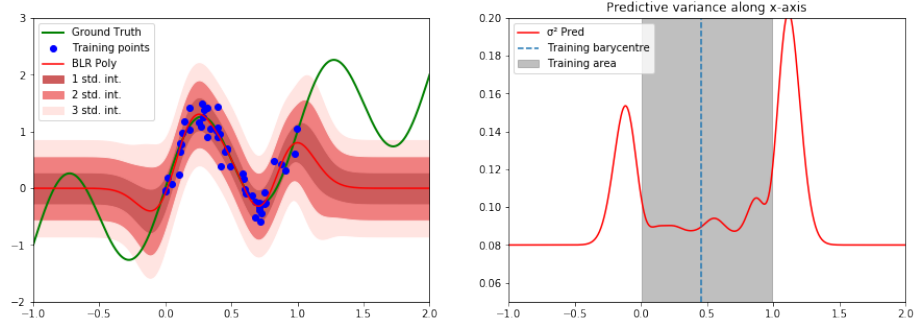 Predictive variance along x-axis
3
2
1
0
−1
−2
−1.0 −0.5 0.0 0.5 1.0 1.5 2.0
Ground Truth
Training points
BLR Poly
1 std. int.
2 std. int.
3 std. int.
0.20
0.18
0.16
0.14
0.12
0.10
0.08
0.06
−1.0 −0.5 0.0 0.5 1.0 1.5 2.0
σ² Pred
Training barycentre
Training area